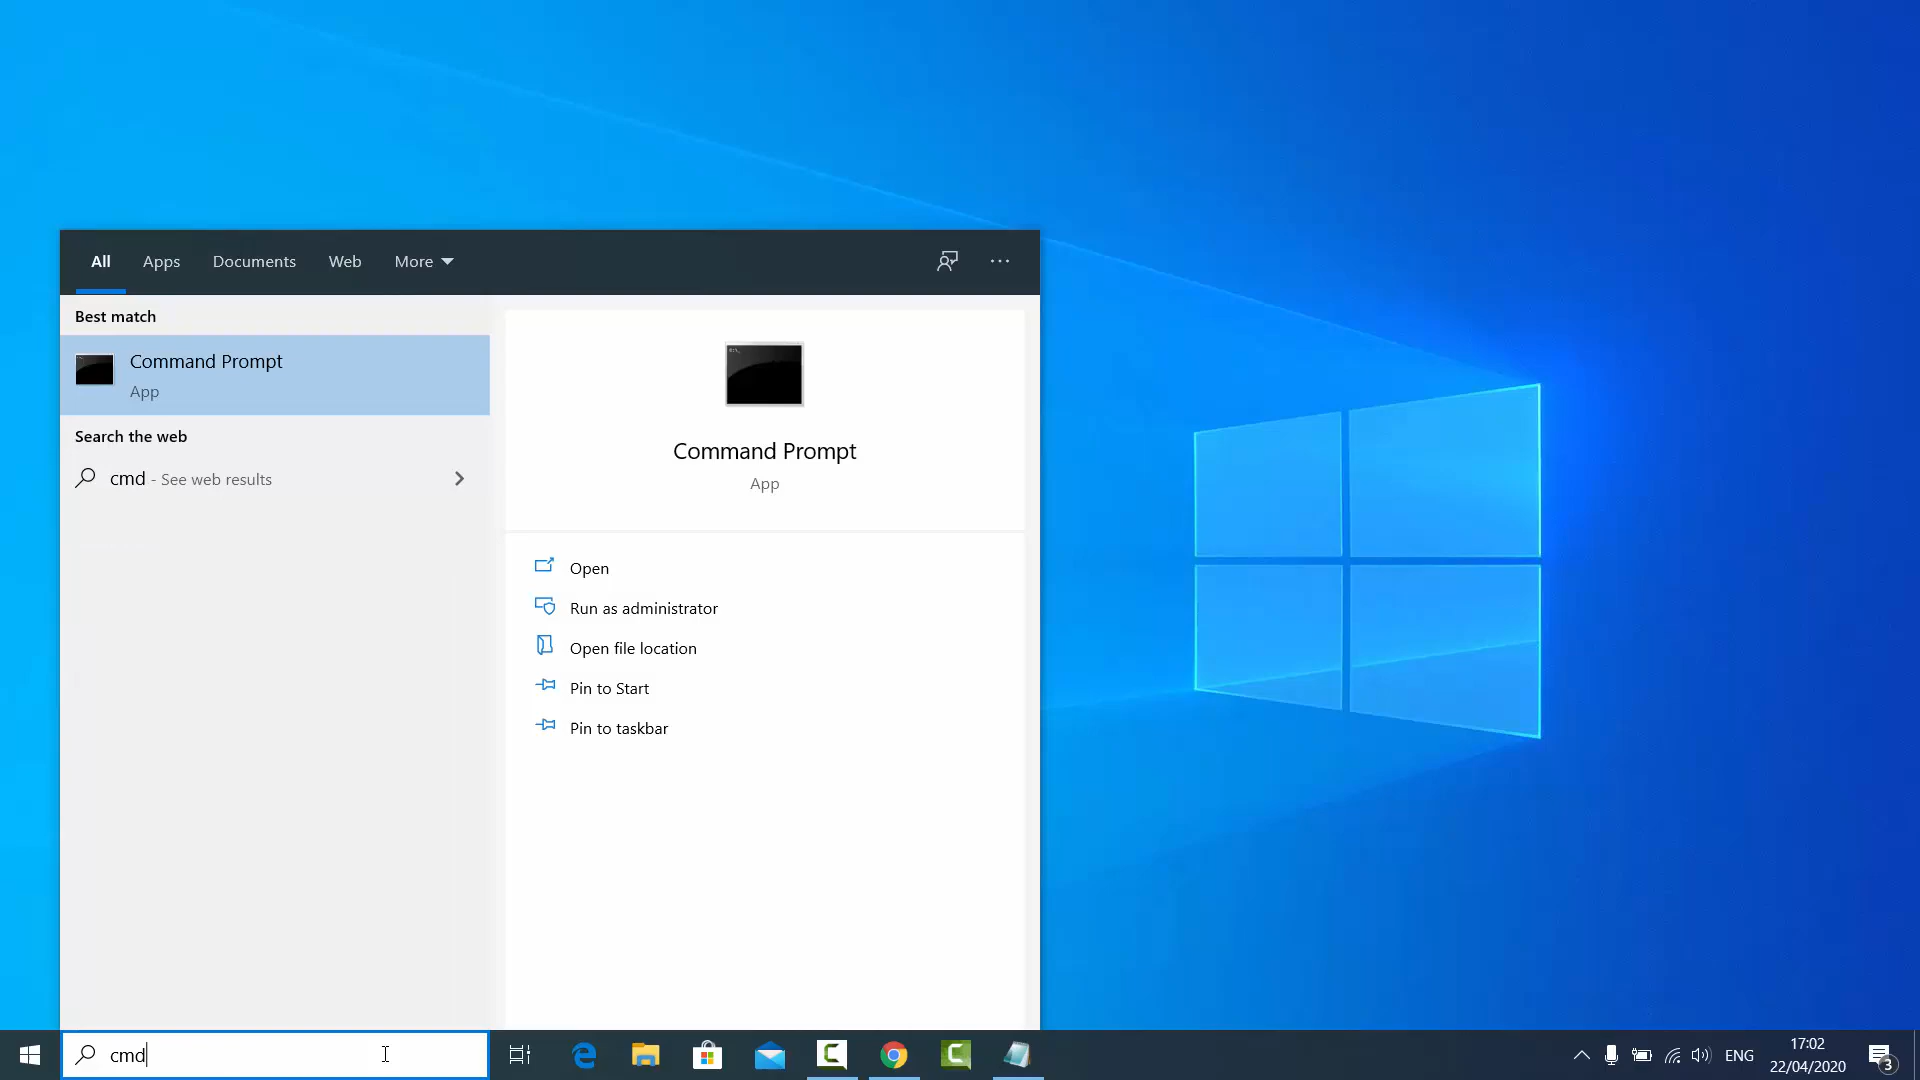 All Apps Documents Web More
Best match
Command Prompt
App
Search the web
cmd - See web results
Command Prompt
App
Open
Run as administrator
Open file location
Pin to Start
Pin to taskbar
cmd
ENG
17:02
22/04/2020
3